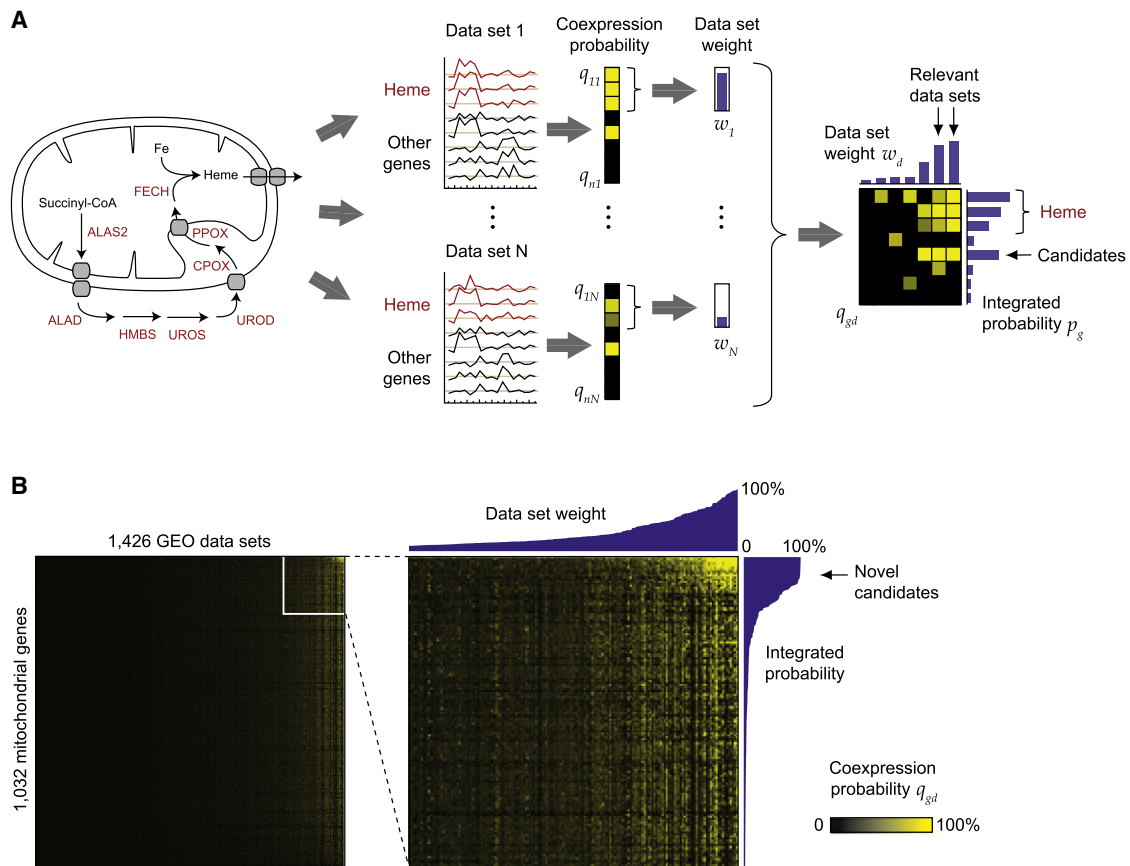 A
Fe
Heme
FECH
Succinyl-CoA
ALAS2
PPOX
CPOX
ALAD
HMBS
UROS
UROD
Data set 1
Heme
Other
genes
Coexpression
probability
q11
qn1
Data set
weight
w1
Data set N
Heme
Other
genes
q1N
qnN
wN
Relevant
data sets
Data set
weight wd
Heme
Candidates
qgd
Integrated
probability pg
B
1,426 GEO data sets
1,032 mitochondrial genes
Data set weight
100%
0 100%
Novel
candidates
Integrated
probability
Coexpression
probability qgd
0 100%